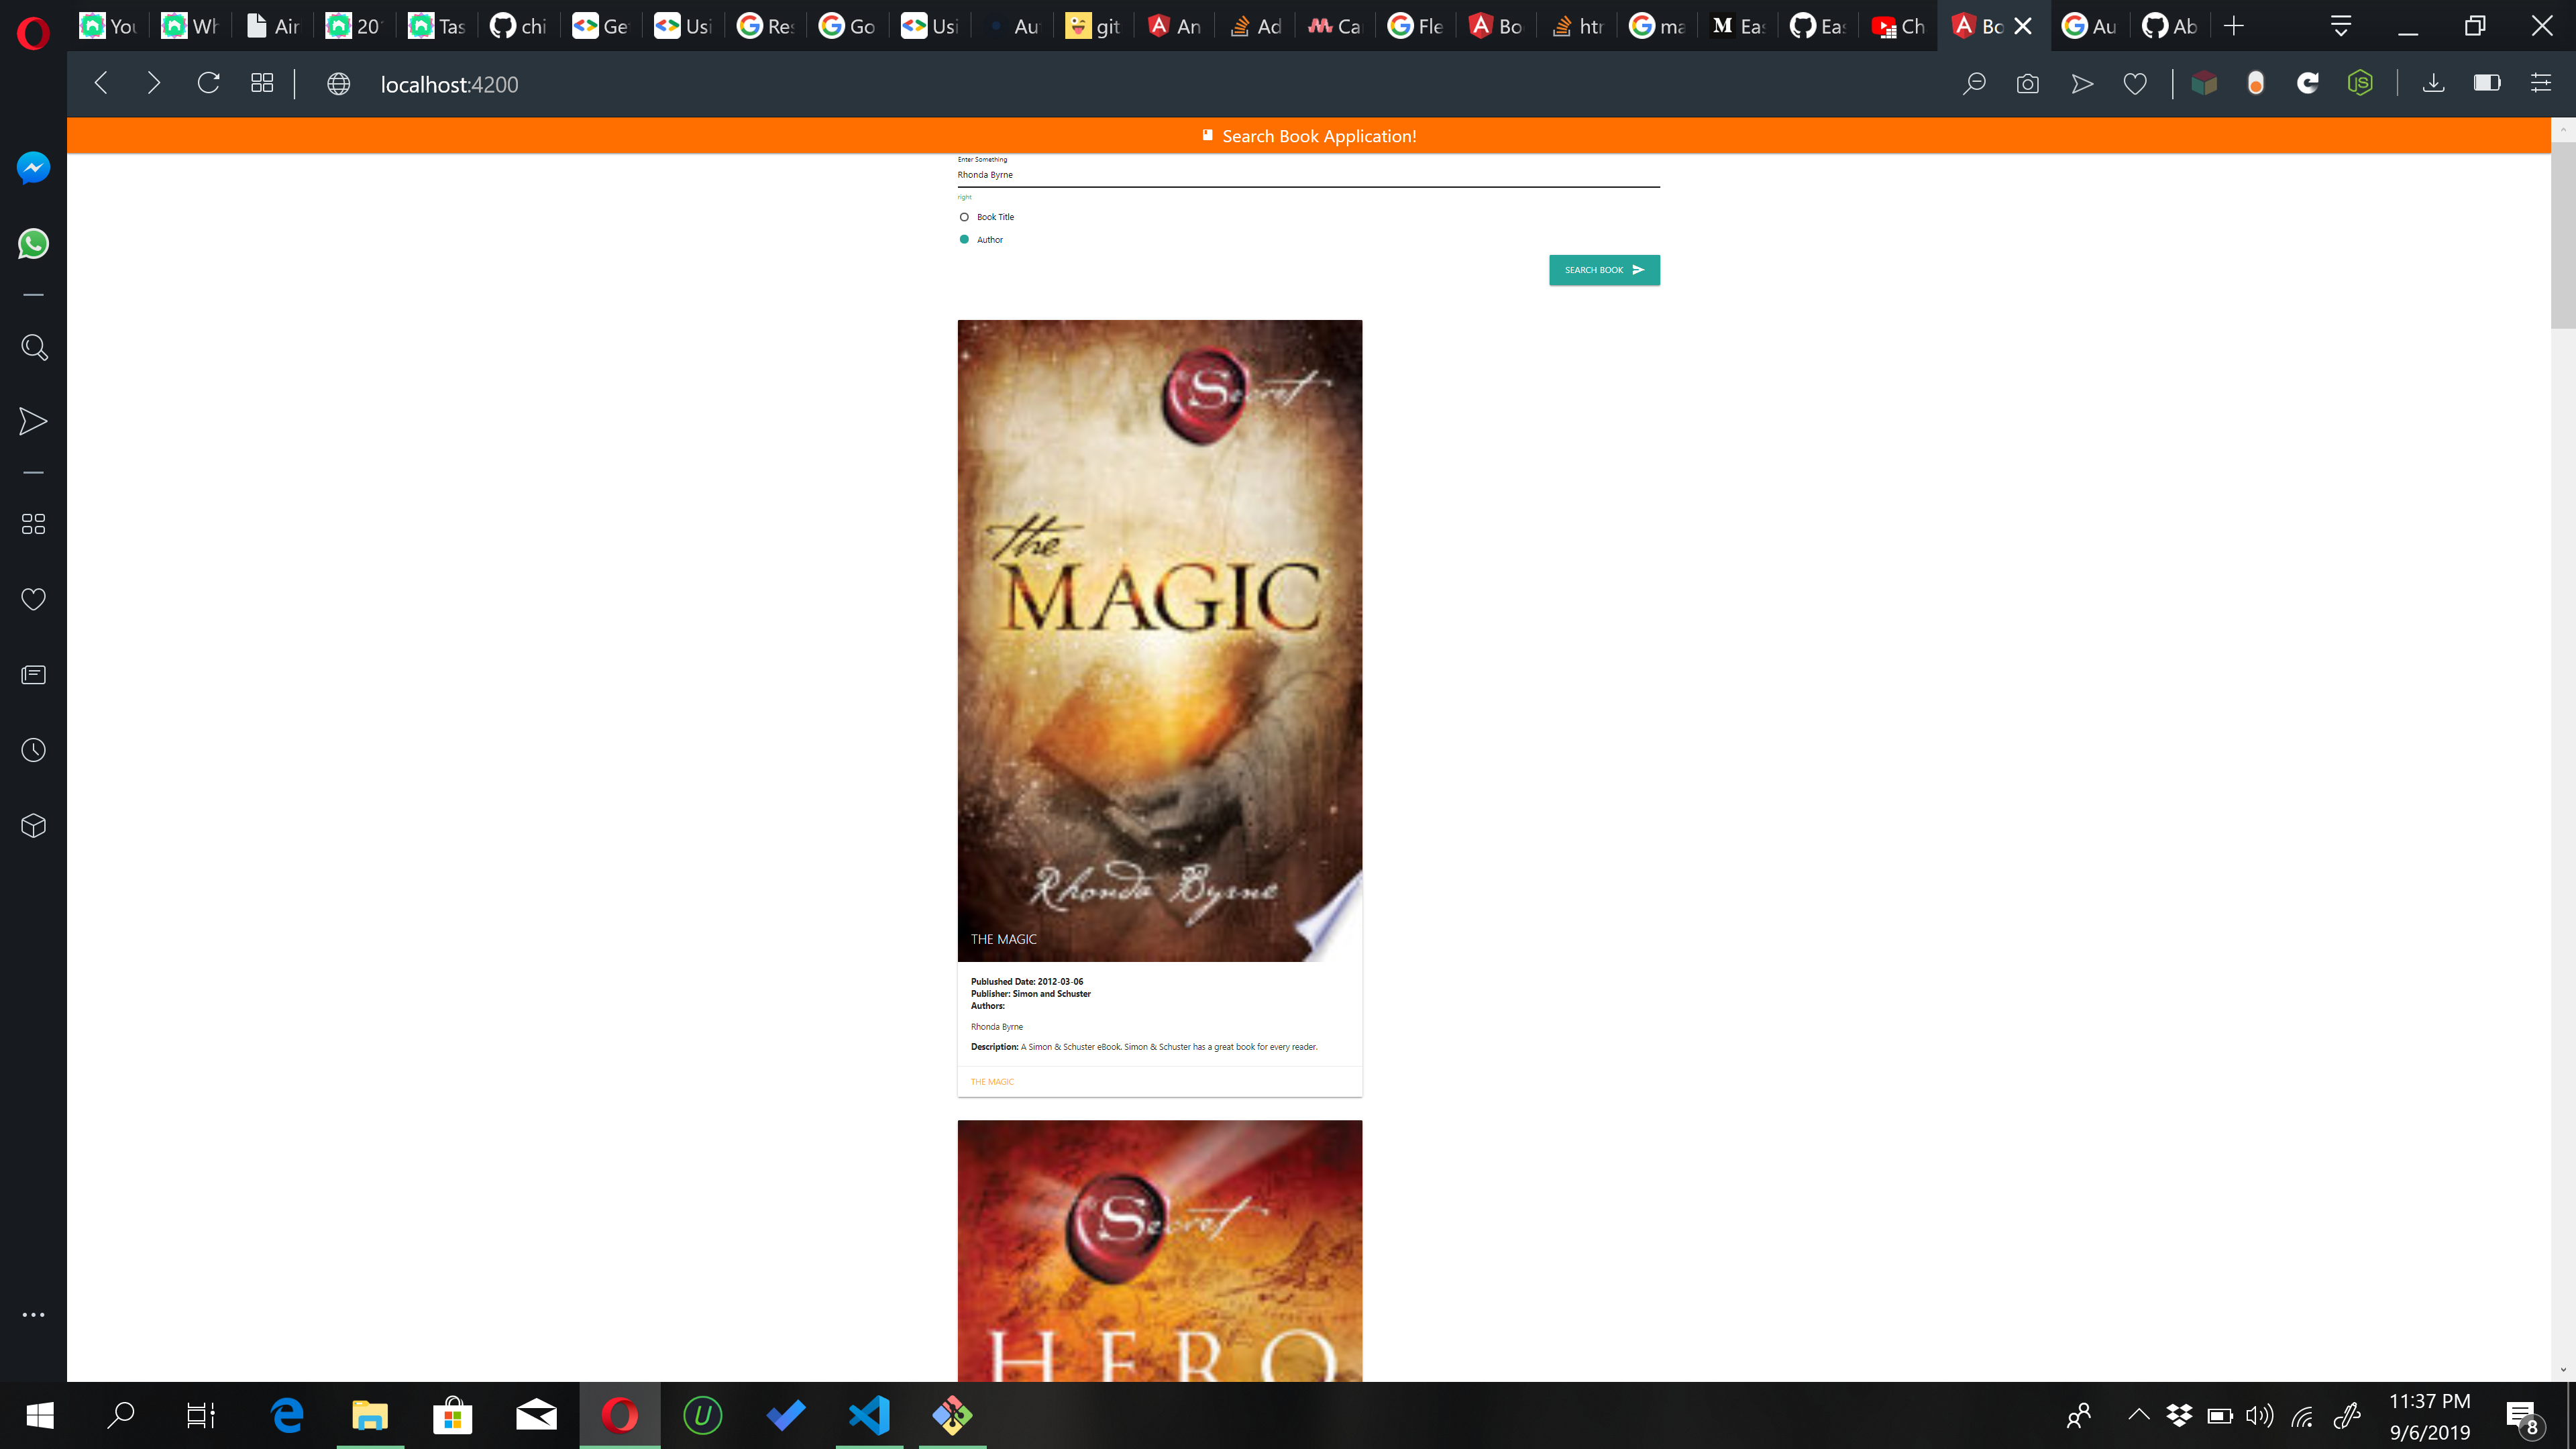 You
Wh
Air
20
Tas
chi
Ge
Usi
Res
Go
Usi
Au
git
An
Ad
Ca
Fle
Bo
htr
ma
M Eas
Eas
Ch
Bo
Au
Ab
localhost:4200
Search Book Application!
Enter Something
Rhonda Byrne
right
Book Title
Author
SEARCH BOOK
Secret
the
MAGIC
Rhonda Byrne
THE MAGIC
Publushed Date: 2012-03-06
Publisher: Simon and Schuster
Authors:
Rhonda Byrne
Description: A Simon & Schuster eBook. Simon & Schuster has a great book for every reader.
THE MAGIC
Secret
HERO
11:37 PM
9/6/2019
8